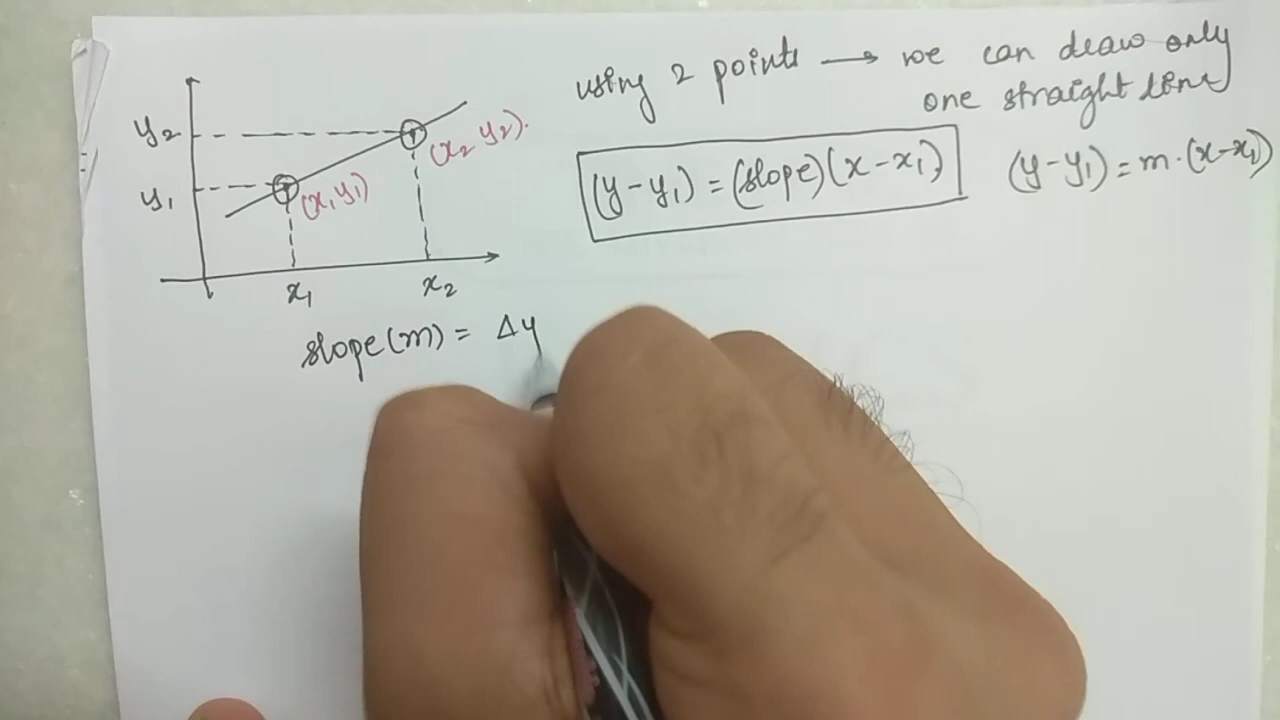 using 2 points → we can draw only
one straight line
y2
(x2 y2).
y1
(x1 y1)
(y-y1) = (slope)(x-x1)
(y-y1) = m.(x-x1)
x1
x2
slope(m) = Δy